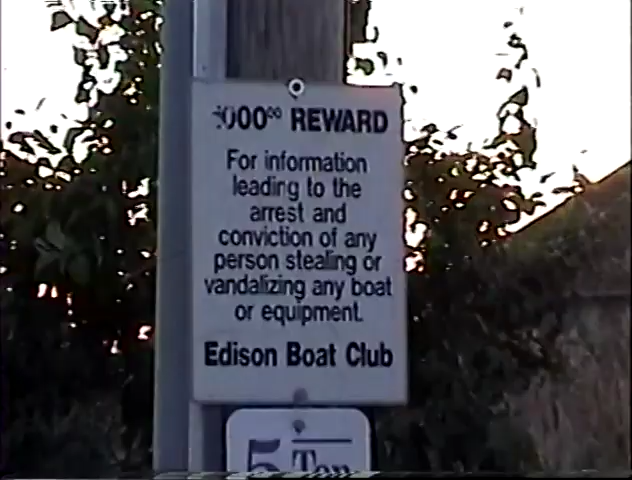 REWARD
For information
leading to the
arrest and
conviction of any
person stealing or
vandalizing any boat
or equipment.
Edison Boat Club
5 Ton